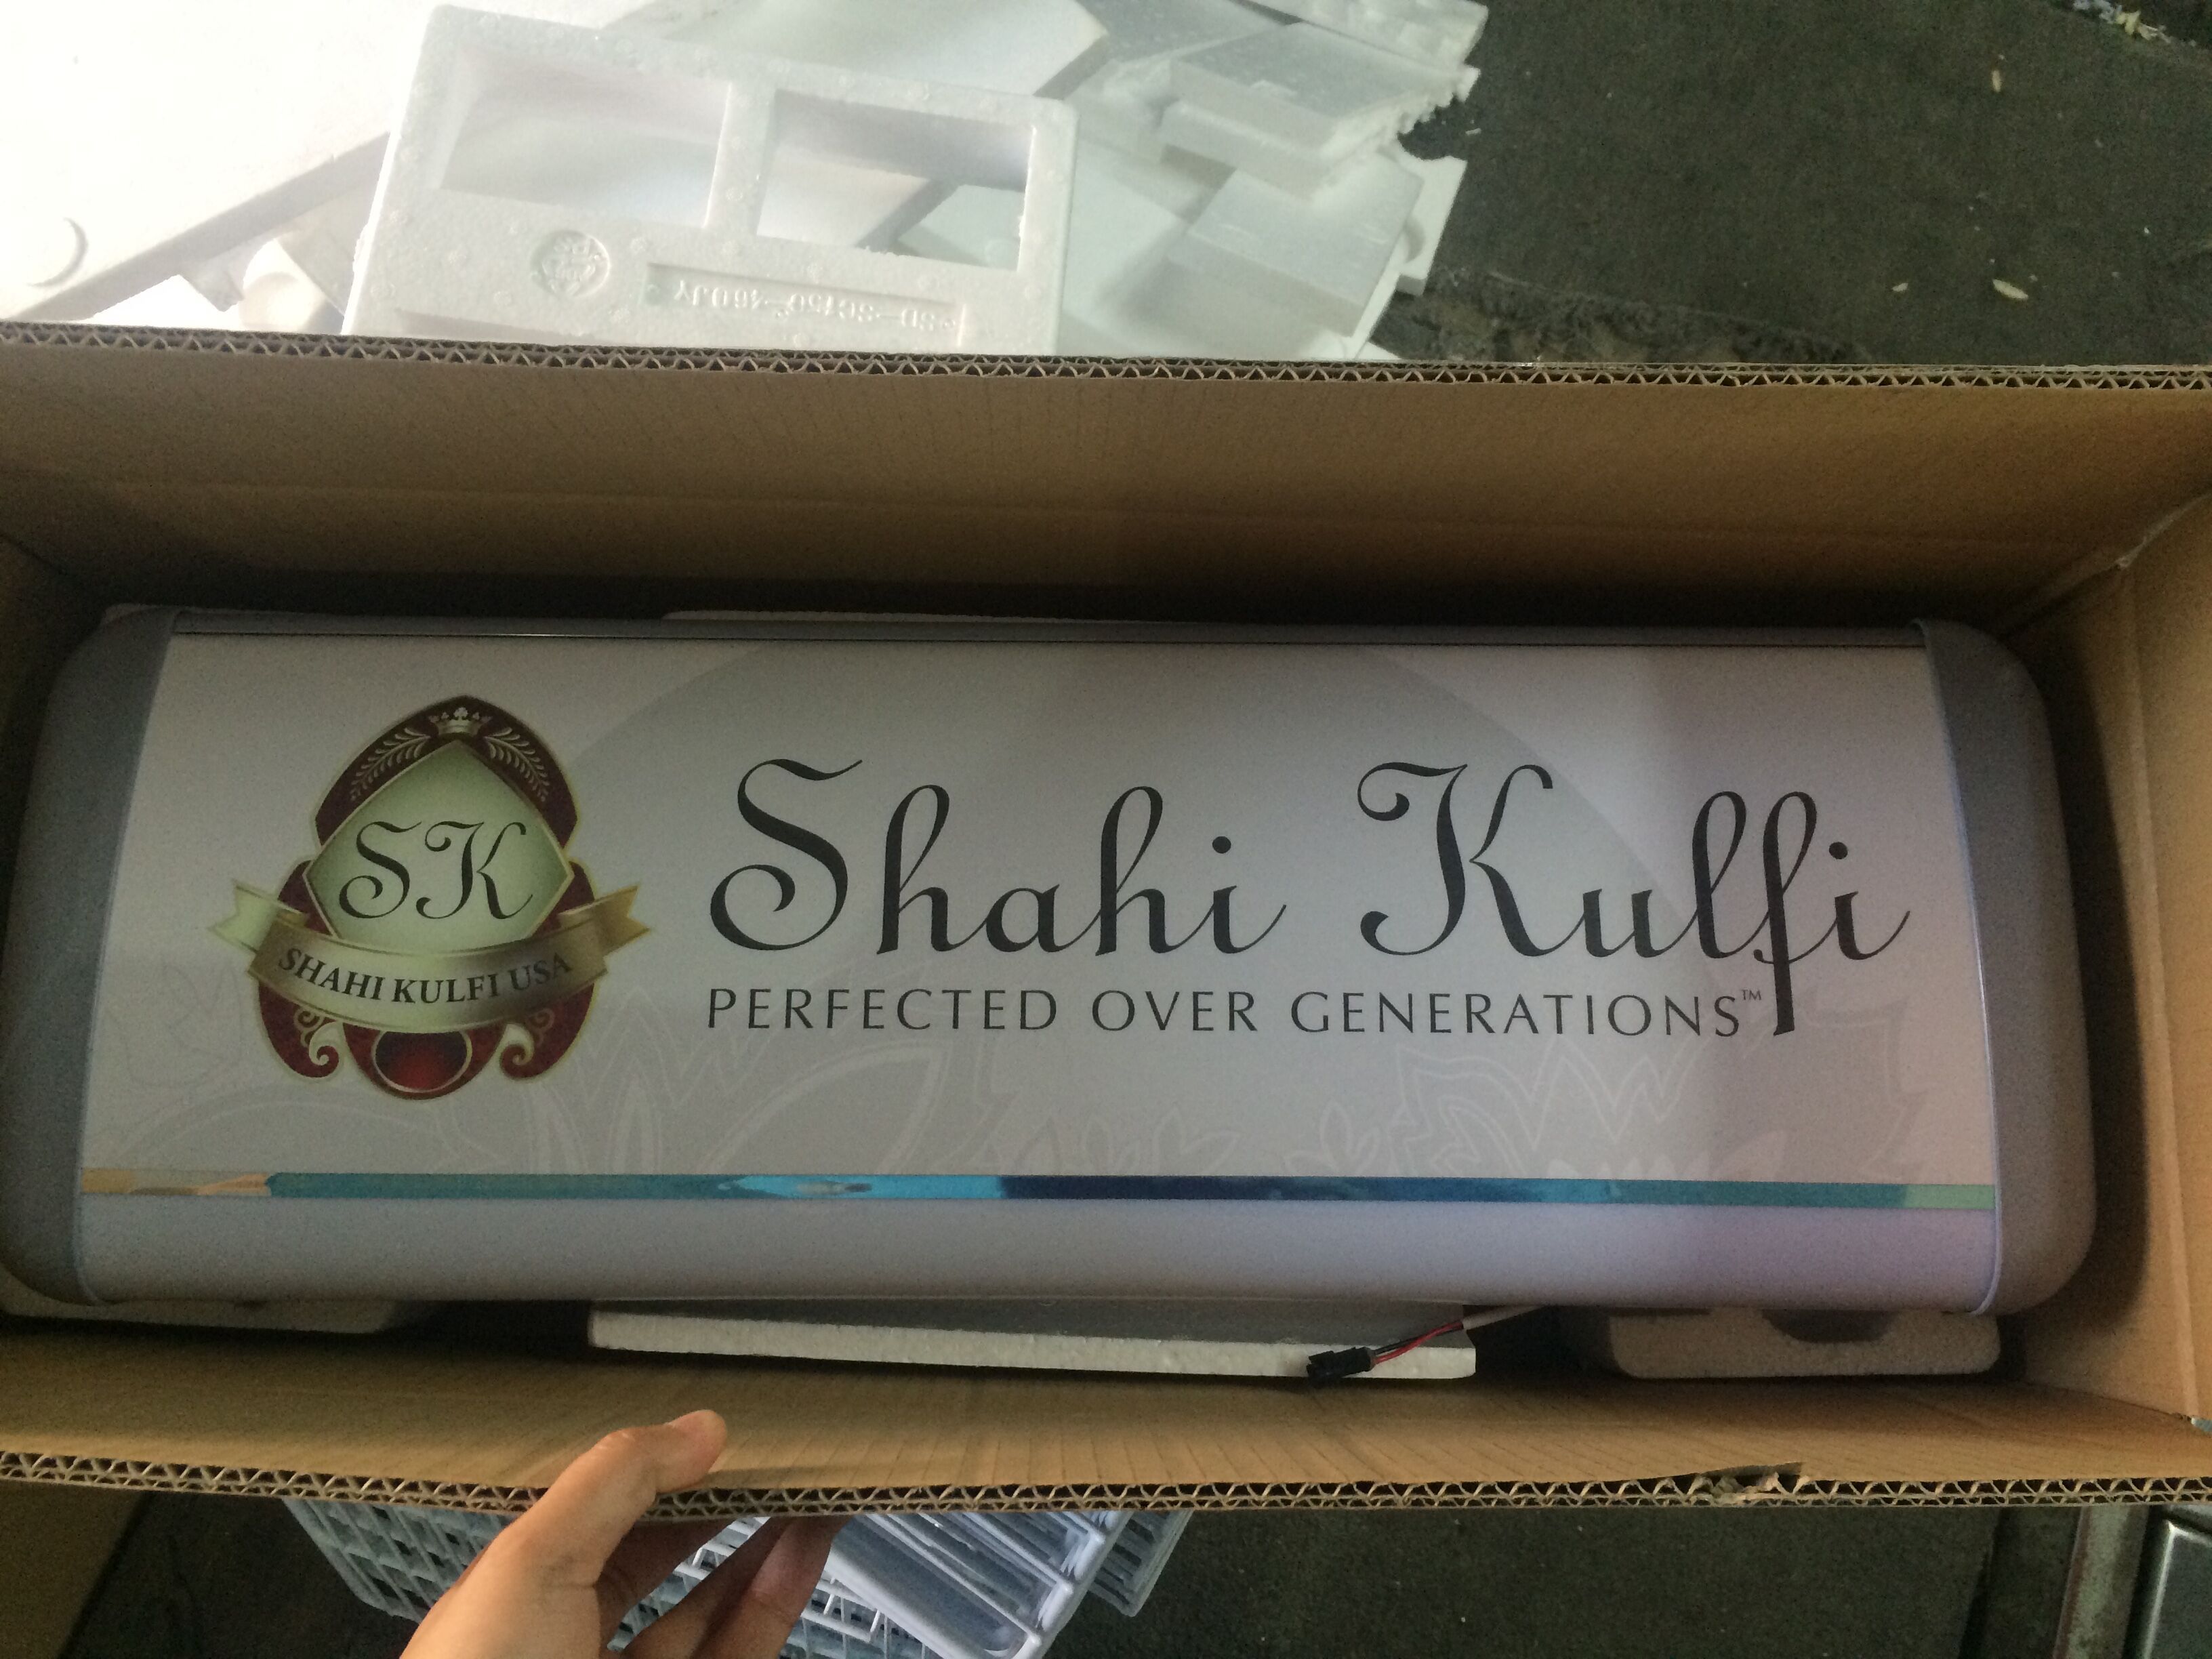 SK
SHAHI KULFI USA
Shahi Kulfi
PERFECTED OVER GENERATIONS™